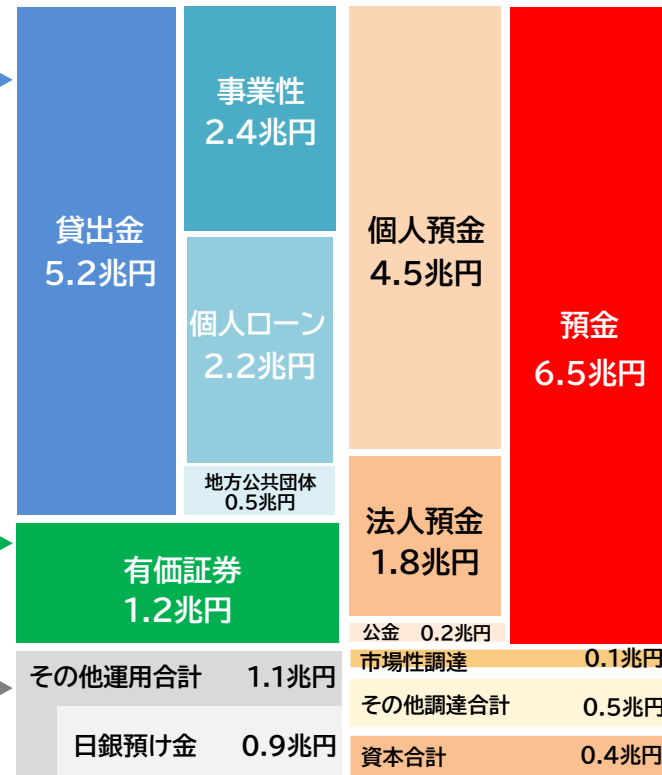 貸出金
5.2兆円
事業性
2.4兆円
個人ローン
2.2兆円
地方公共団体
0.5兆円
有価証券
1.2兆円
その他運用合計 1.1兆円
日銀預け金 0.9兆円
個人預金
4.5兆円
法人預金
1.8兆円
公金 0.2兆円
預金
6.5兆円
市場性調達 0.1兆円
その他調達合計 0.5兆円
資本合計 0.4兆円